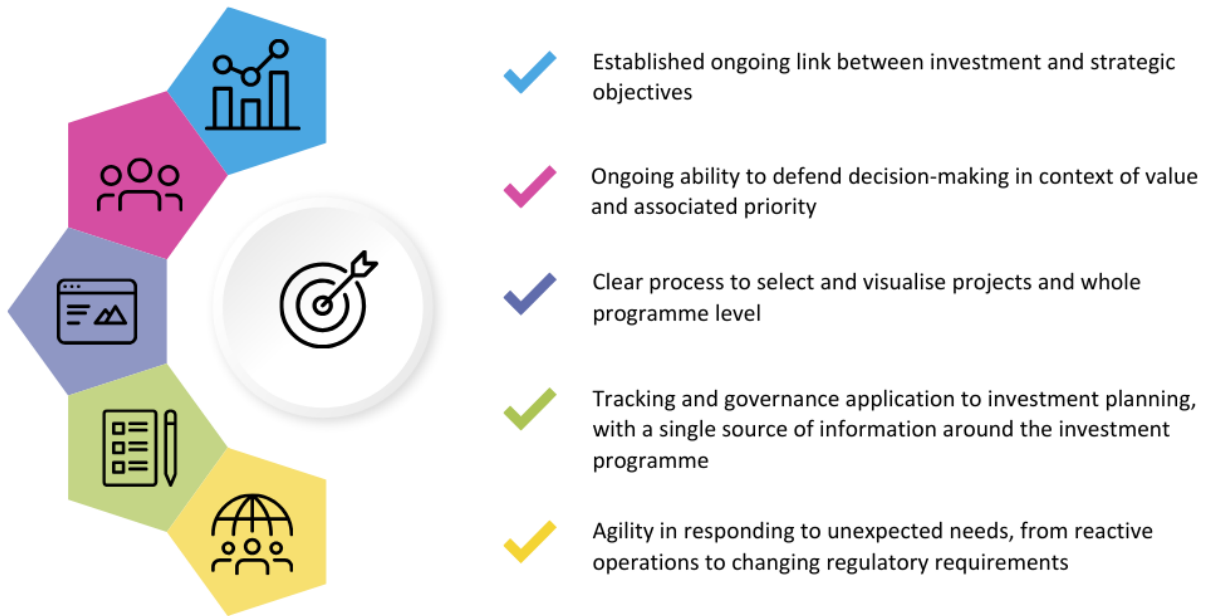 Established ongoing link between investment and strategic
objectives
Ongoing ability to defend decision-making in context of value
and associated priority
Clear process to select and visualise projects and whole
programme level
Tracking and governance application to investment planning,
with a single source of information around the investment
programme
Agility in responding to unexpected needs, from reactive
operations to changing regulatory requirements